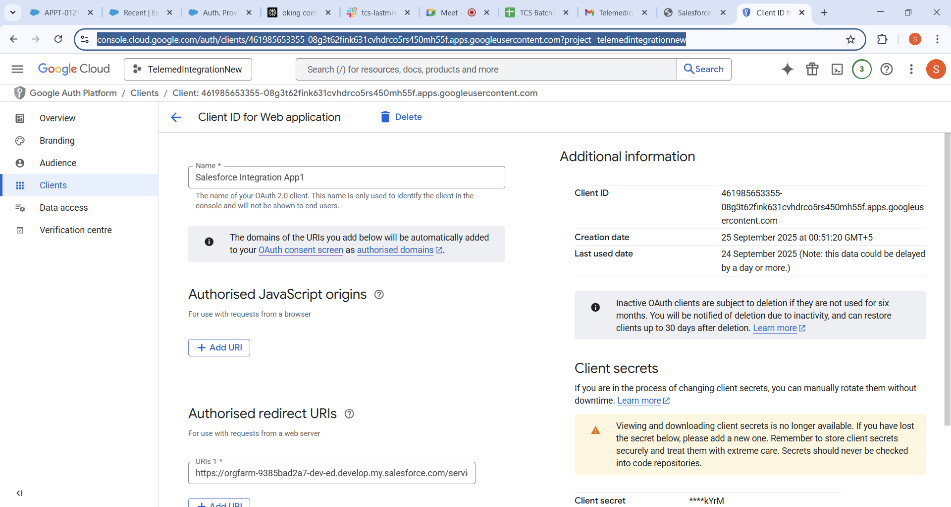 APPT-0121
Recent | En
Auth. Prov
oking com
tcs-lastmi
Meet -
TCS Batch
Telemedic
Salesforce
Client ID f
console.cloud.google.com/auth/clients/461985653355-08g3t62fink631cvhdrco5rs450mh55f.apps.googleusercontent.com?project=telemedintegrationnew
S
Google Cloud
TelemedIntegrationNew
Search (/) for resources, docs, products and more
Search
3
S
Google Auth Platform / Clients / Client: 461985653355-08g3t62fink631cvhdrco5rs450mh55f.apps.googleusercontent.com
Overview
Branding
Audience
Clients
Data access
Verification centre
Client ID for Web application
Delete
Name *
Salesforce Integration App1
The name of your OAuth 2.0 client. This name is only used to identify the client in the
console and will not be shown to end users.
The domains of the URIs you add below will be automatically added
to your OAuth consent screen as authorised domains.
Authorised JavaScript origins
For use with requests from a browser
+ Add URI
Authorised redirect URIs
For use with requests from a web server
URIs 1 *
https://orgfarm-9385bad2a7-dev-ed.develop.my.salesforce.com/servi
+ Add URI
Additional information
Client ID
461985653355-
08g3t62fink631cvhdrco5rs450mh55f.apps.googleus
ercontent.com
Creation date
25 September 2025 at 00:51:20 GMT+5
Last used date
24 September 2025 (Note: this data could be delayed
by a day or more.)
Inactive OAuth clients are subject to deletion if they are not used for six
months. You will be notified of deletion due to inactivity, and can restore
clients up to 30 days after deletion. Learn more
Client secrets
If you are in the process of changing client secrets, you can manually rotate them without
downtime. Learn more
Viewing and downloading client secrets is no longer available. If you have lost
the secret below, please add a new one. Remember to store client secrets
securely and treat them with extreme care. Secrets should never be checked
into code repositories.
Client secret
****kYrM